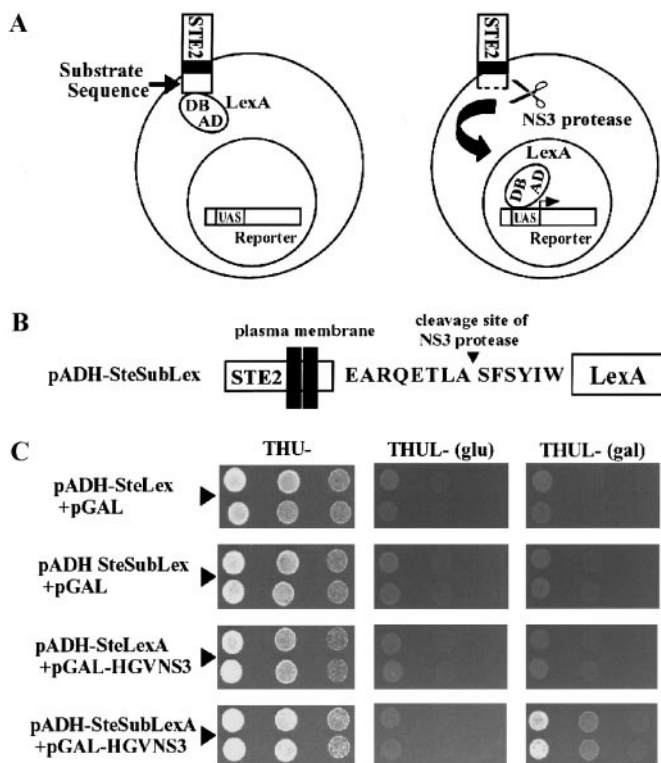 A
STE2
Substrate
Sequence
DB
AD
LexA
UAS
Reporter
STE2
NS3 protease
LexA
DB
AD
UAS
Reporter
B
plasma membrane
cleavage site of
NS3 protease
pADH-SteSubLex
STE2
EARQETLA SFSYIW
LexA
C
THU-
THUL- (glu)
THUL- (gal)
pADH-SteLex
+pGAL
pADH SteSubLex
+pGAL
pADH-SteLexA
+pGAL-HGVNS3
pADH-SteSubLexA
+pGAL-HGVNS3